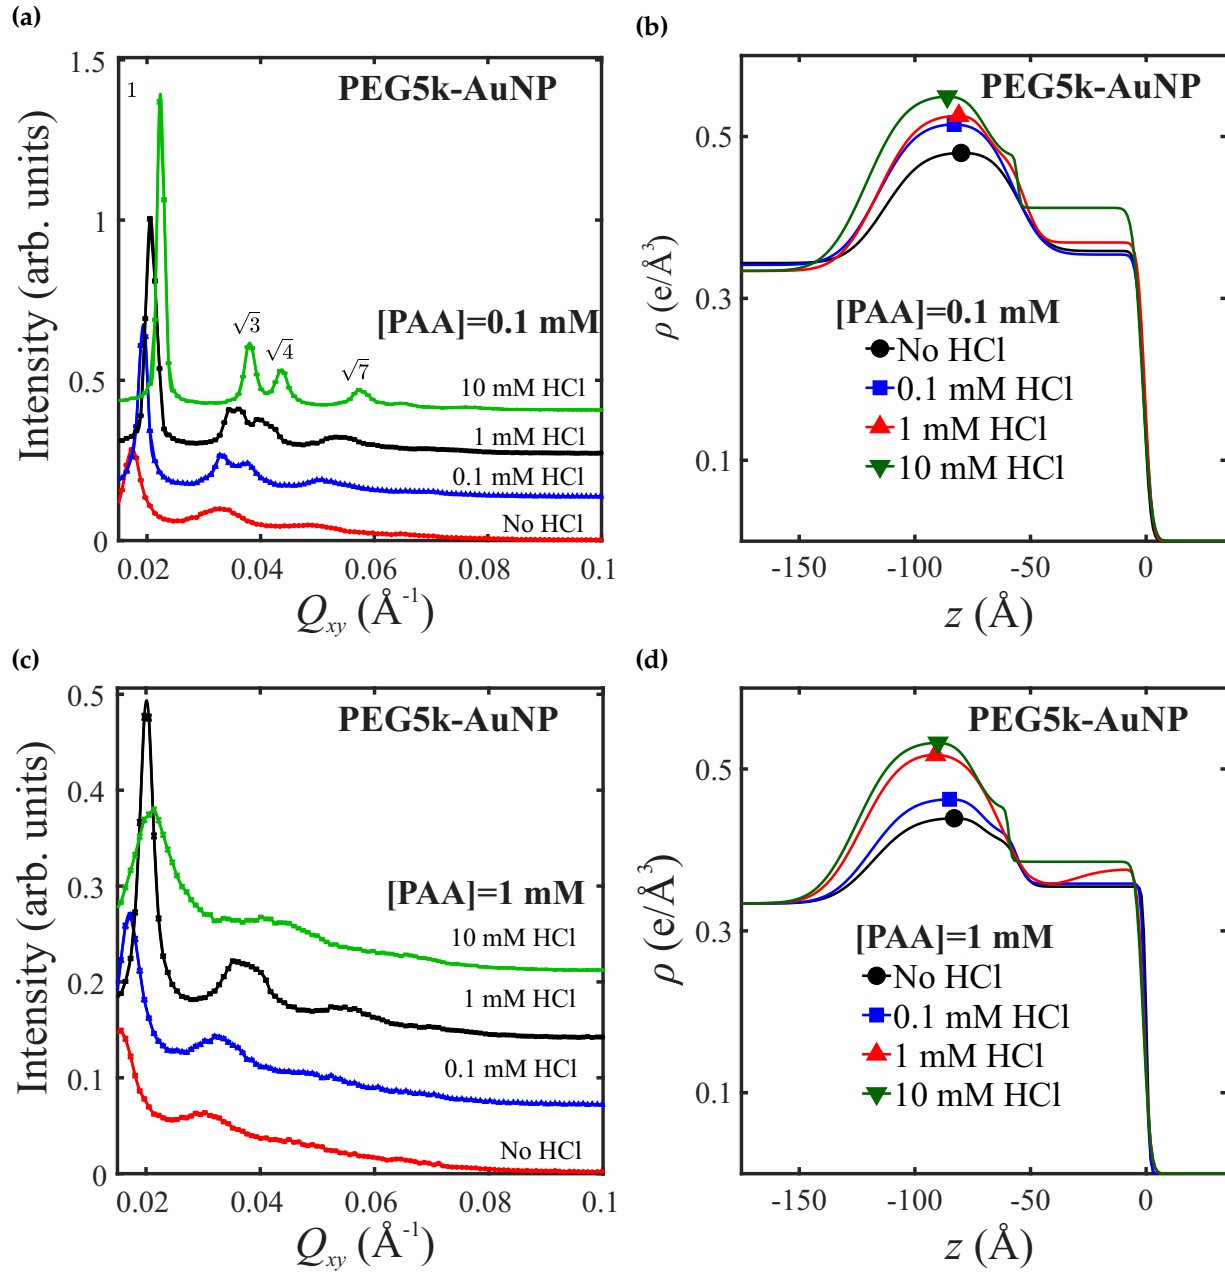 (a)
1.5
1
0.5
0
Intensity (arb. units)
1
PEG5k-AuNP
[PAA]=0.1 mM
√3
√4
√7
10 mM HCl
1 mM HCl
0.1 mM HCl
No HCl
0.02
0.04
0.06
0.08
0.1
Qxy (Å-1)
(b)
0.5
0.3
0.1
ρ (e/Å3)
PEG5k-AuNP
[PAA]=0.1 mM
No HCl
0.1 mM HCl
1 mM HCl
10 mM HCl
-150
-100
-50
0
z (Å)
(c)
0.5
0.4
0.3
0.2
0.1
0
Intensity (arb. units)
PEG5k-AuNP
[PAA]=1 mM
10 mM HCl
1 mM HCl
0.1 mM HCl
No HCl
0.02
0.04
0.06
0.08
0.1
Qxy (Å-1)
(d)
0.5
0.3
0.1
ρ (e/Å3)
PEG5k-AuNP
[PAA]=1 mM
No HCl
0.1 mM HCl
1 mM HCl
10 mM HCl
-150
-100
-50
0
z (Å)